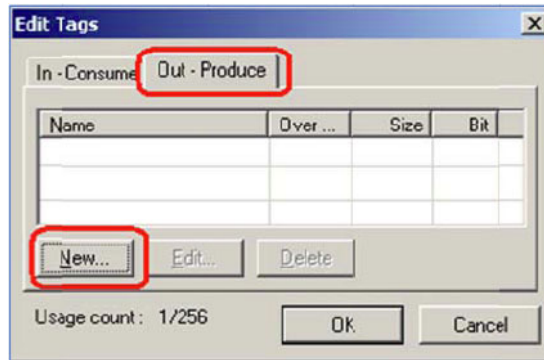 Edit Tags
In - Consume Out - Produce
Name Over ... Size Bit
New... Edit... Delete
Usage count : 1/256 OK Cancel